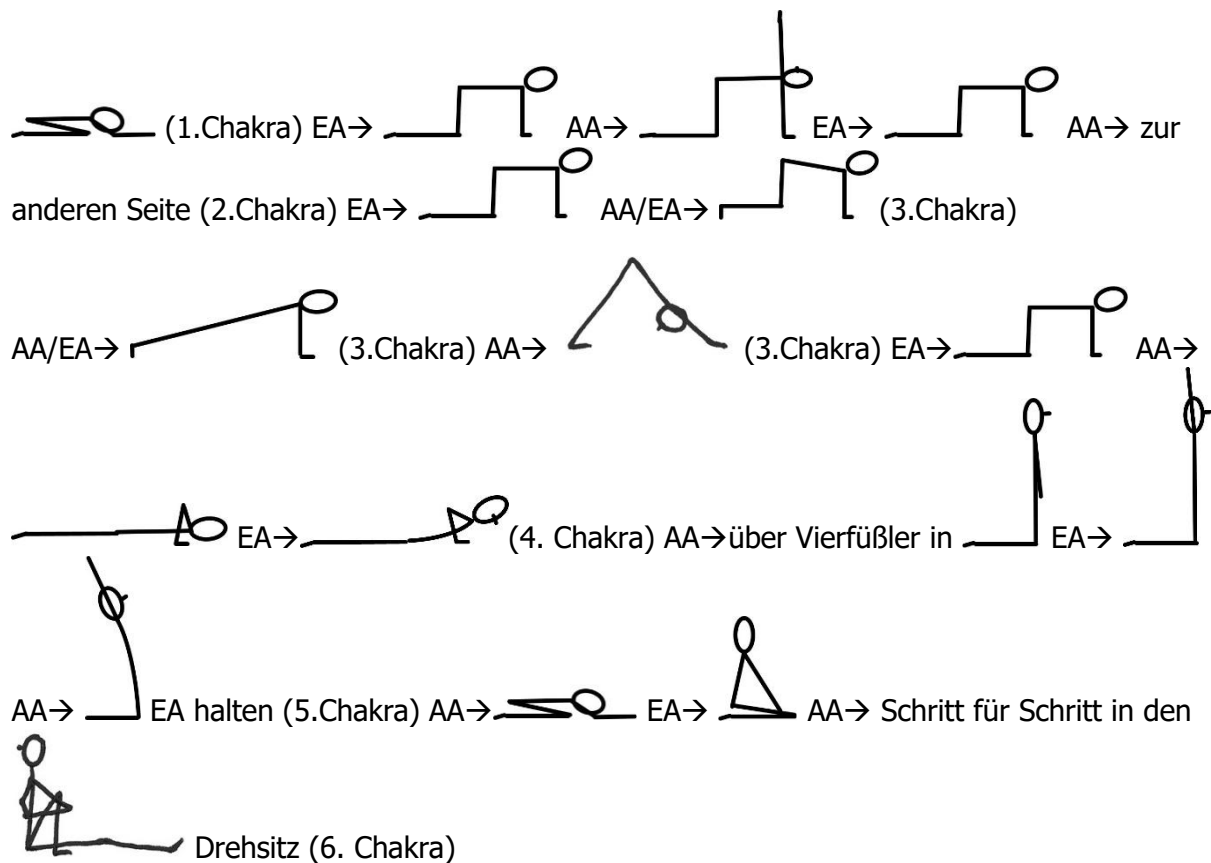 (1.Chakra) EA→ AA→ EA→ AA→ zur
anderen Seite (2.Chakra) EA→ AA/EA→ (3.Chakra)
AA/EA→ (3.Chakra) AA→ (3.Chakra) EA→ AA→
EA→ (4. Chakra) AA→über Vierfüßler in EA→
AA→ EA halten (5.Chakra) AA→ EA→ AA→ Schritt für Schritt in den
Drehsitz (6. Chakra)